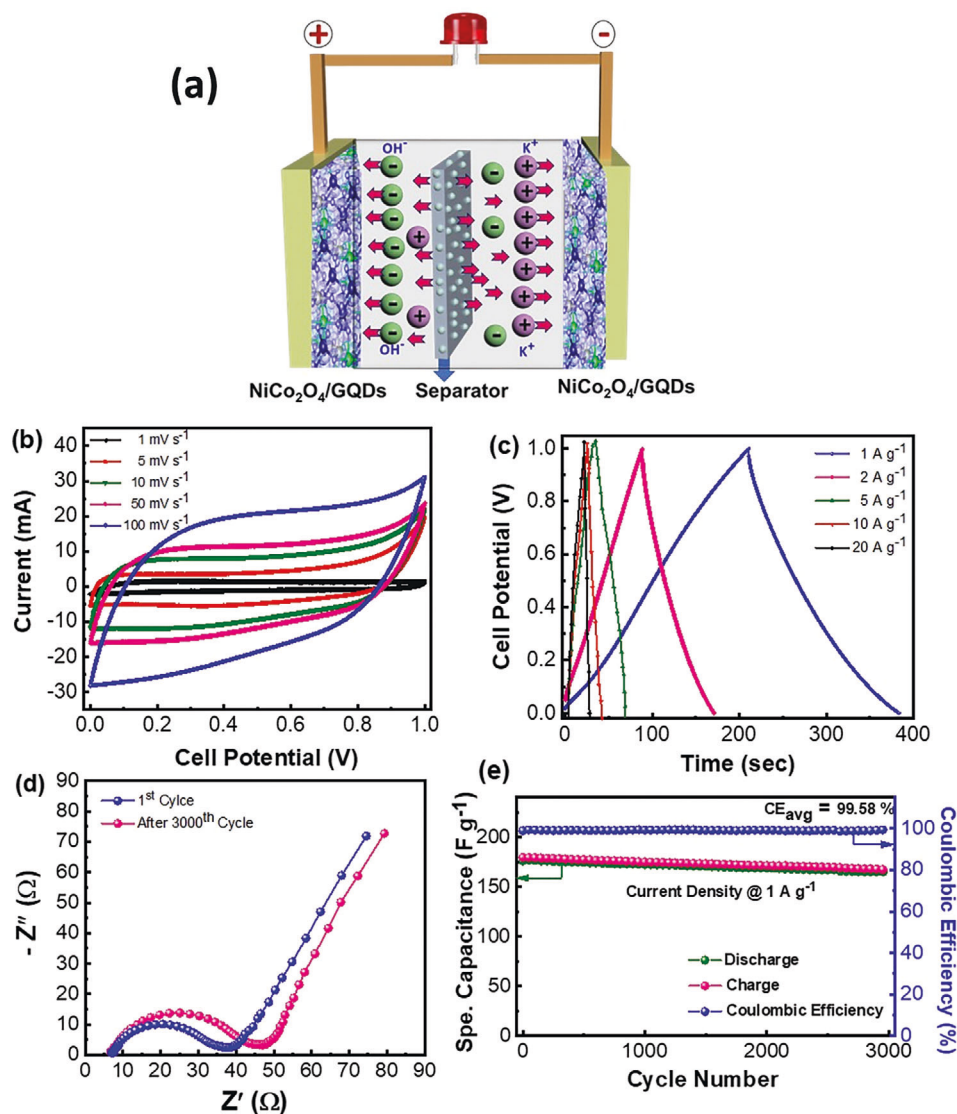 (a)
+
-
OH⁻
K⁺
OH⁻
K⁺
NiCo₂O₄/GQDs
Separator
NiCo₂O₄/GQDs
(b)
1 mV s⁻¹
5 mV s⁻¹
10 mV s⁻¹
50 mV s⁻¹
100 mV s⁻¹
Current (mA)
40
30
20
10
0
-10
-20
-30
0.0
0.2
0.4
0.6
0.8
1.0
Cell Potential (V)
(c)
1 A g⁻¹
2 A g⁻¹
5 A g⁻¹
10 A g⁻¹
20 A g⁻¹
Cell Potential (V)
1.0
0.8
0.6
0.4
0.2
0.0
0
100
200
300
400
Time (sec)
(d)
1ˢᵗ Cylce
After 3000ᵗʰ Cycle
- Z″ (Ω)
90
80
70
60
50
40
30
20
10
0
0
10
20
30
40
50
60
70
80
90
Z′ (Ω)
(e)
CEavg = 99.58 %
Current Density @ 1 A g⁻¹
Discharge
Charge
Coulombic Efficiency
Spe. Capacitance (F g⁻¹)
200
150
100
50
0
100
80
60
40
20
0
Coulombic Efficiency (%)
0
1000
2000
3000
Cycle Number